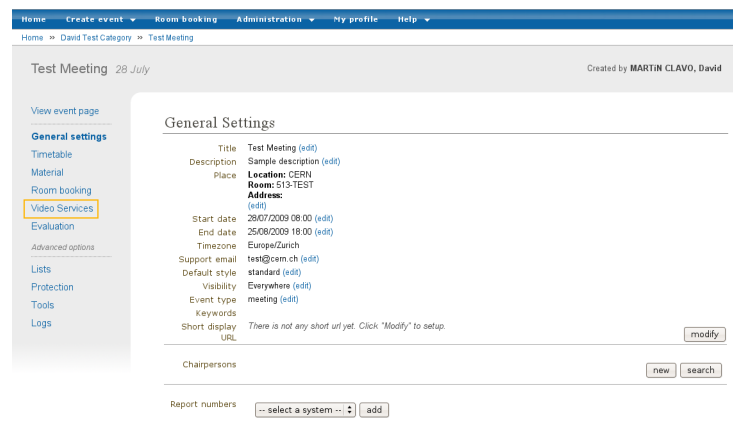 Home Create event Room booking Administration My profile Help
Home » David Test Category » Test Meeting
Test Meeting 28 July
Created by MARTíN CLAVO, David
View event page
General settings
Timetable
Material
Room booking
Video Services
Evaluation
Advanced options
Lists
Protection
Tools
Logs
General Settings
Title Test Meeting (edit)
Description Sample description (edit)
Place Location: CERN
Room: 513-TEST
Address:
(edit)
Start date 28/07/2009 08:00 (edit)
End date 25/08/2009 18:00 (edit)
Timezone Europe/Zurich
Support email test@cern.ch (edit)
Default style standard (edit)
Visibility Everywhere (edit)
Event type meeting (edit)
Keywords
Short display There is not any short url yet. Click "Modify" to setup.
URL
modify
Chairpersons
new search
Report numbers -- select a system -- add